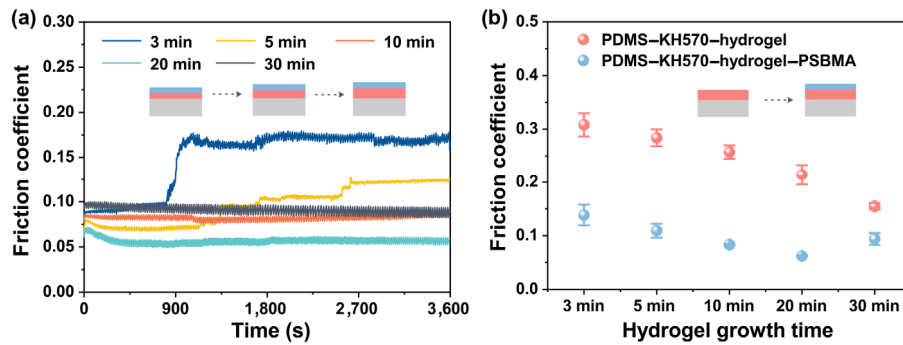 (a)
0.30
0.25
0.20
0.15
0.10
0.05
0.00
Friction coefficient
3 min
5 min
10 min
20 min
30 min
0
900
1,800
2,700
3,600
Time (s)
(b)
0.5
0.4
0.3
0.2
0.1
0.0
Friction coefficient
PDMS–KH570–hydrogel
PDMS–KH570–hydrogel–PSBMA
3 min
5 min
10 min
20 min
30 min
Hydrogel growth time